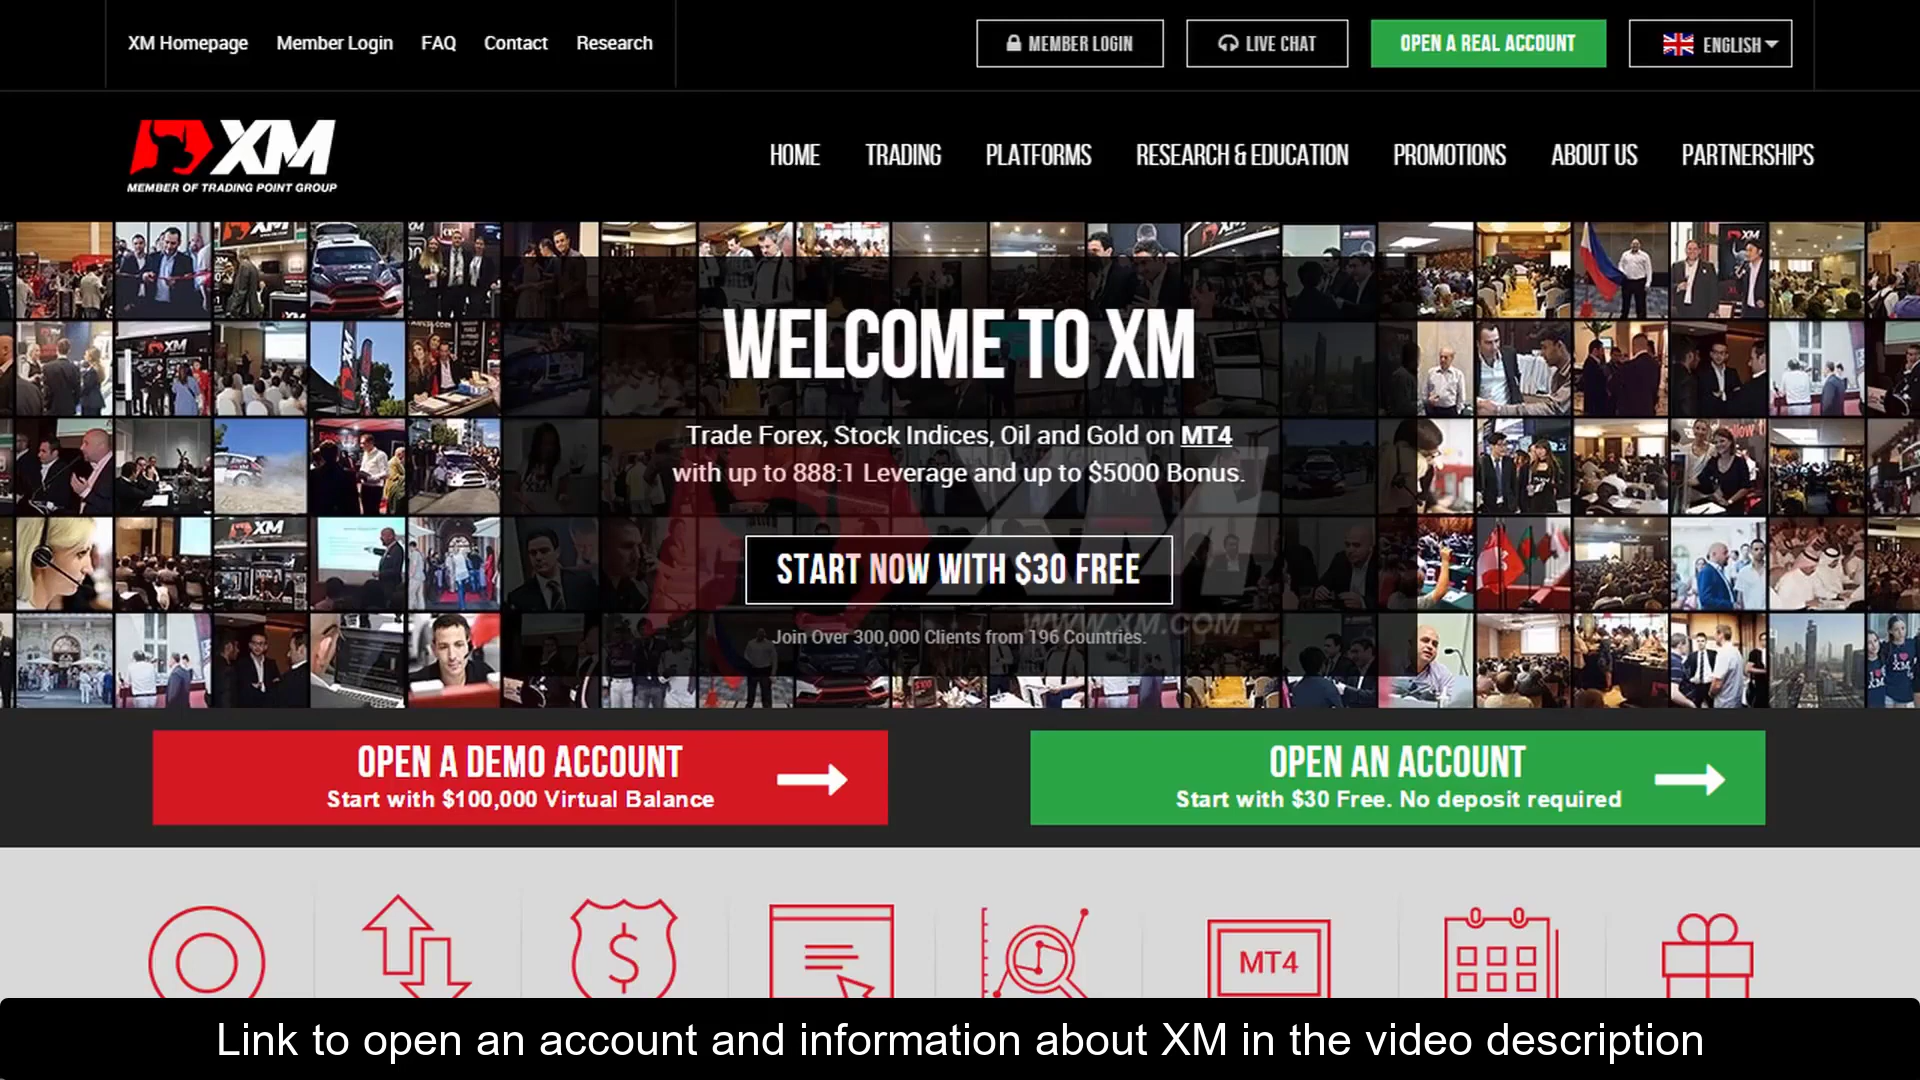 XM Homepage
Member Login
FAQ
Contact
Research
MEMBER LOGIN
LIVE CHAT
OPEN A REAL ACCOUNT
ENGLISH
XM
MEMBER OF TRADING POINT GROUP
HOME
TRADING
PLATFORMS
RESEARCH & EDUCATION
PROMOTIONS
ABOUT US
PARTNERSHIPS
WELCOME TO XM
Trade Forex, Stock Indices, Oil and Gold on MT4
with up to 888:1 Leverage and up to $5000 Bonus.
START NOW WITH $30 FREE
WWW.XM.COM
Join Over 300,000 Clients from 196 Countries.
OPEN A DEMO ACCOUNT
Start with $100,000 Virtual Balance
OPEN AN ACCOUNT
Start with $30 Free. No deposit required
MT4
Link to open an account and information about XM in the video description